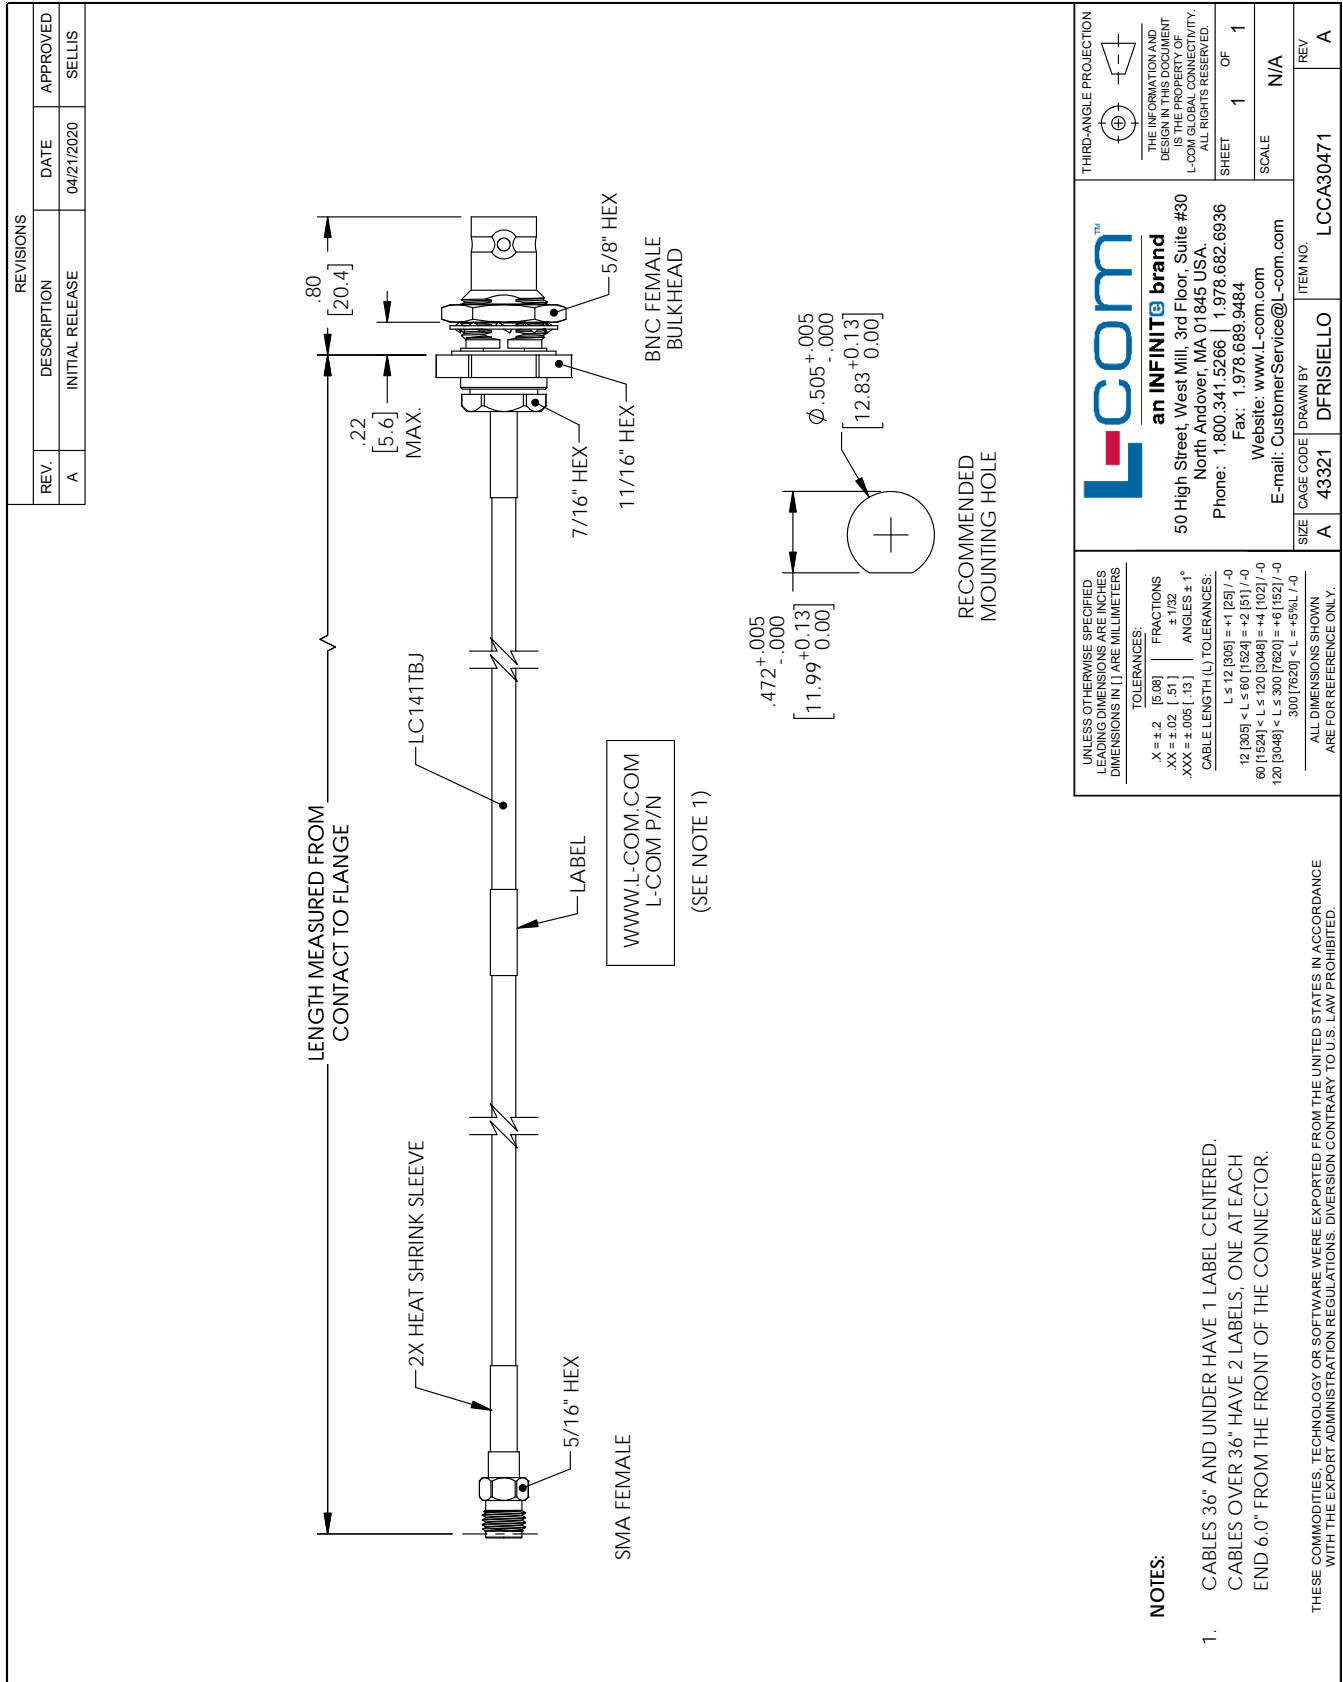 REVISIONS
REV. DESCRIPTION DATE APPROVED
A INITIAL RELEASE 04/21/2020 SELLIS
LENGTH MEASURED FROM
CONTACT TO FLANGE
.80
[20.4]
.22
[5.6]
MAX.
2X HEAT SHRINK SLEEVE
LC141TBJ
5/16" HEX
SMA FEMALE
LABEL
WWW.L-COM.COM
L-COM P/N
(SEE NOTE 1)
7/16" HEX
11/16" HEX
5/8" HEX
BNC FEMALE
BULKHEAD
.472+.005
-.000
[11.99+0.13
0.00]
Ø.505+.005
-.000
[12.83+0.13
0.00]
RECOMMENDED
MOUNTING HOLE
NOTES:
1. CABLES 36" AND UNDER HAVE 1 LABEL CENTERED.
CABLES OVER 36" HAVE 2 LABELS, ONE AT EACH
END 6.0" FROM THE FRONT OF THE CONNECTOR.
THESE COMMODITIES, TECHNOLOGY OR SOFTWARE WERE EXPORTED FROM THE UNITED STATES IN ACCORDANCE
WITH THE EXPORT ADMINISTRATION REGULATIONS. DIVERSION CONTRARY TO U.S. LAW PROHIBITED.
UNLESS OTHERWISE SPECIFIED
LEADING DIMENSIONS ARE INCHES
DIMENSIONS IN [ ] ARE MILLIMETERS
TOLERANCES:
.X = ±.2 [5.08] FRACTIONS
.XX = ±.02 [.51] ± 1/32
.XXX = ±.005 [.13] ANGLES ± 1°
CABLE LENGTH (L) TOLERANCES:
L ≤ 12 [305] = +1 [25] / -0
12 [305] < L ≤ 60 [1524] = +2 [51] / -0
60 [1524] < L ≤ 120 [3048] = +4 [102] / -0
120 [3048] < L ≤ 300 [7620] = +6 [152] / -0
300 [7620] < L = +5%L / -0
ALL DIMENSIONS SHOWN
ARE FOR REFERENCE ONLY.
L-com™
an INFINITe brand
50 High Street, West Mill, 3rd Floor, Suite #30
North Andover, MA 01845 USA.
Phone: 1.800.341.5266 | 1.978.682.6936
Fax: 1.978.689.9484
Website: www.L-com.com
E-mail: CustomerService@L-com.com
THIRD-ANGLE PROJECTION
THE INFORMATION AND
DESIGN IN THIS DOCUMENT
IS THE PROPERTY OF
L-COM GLOBAL CONNECTIVITY.
ALL RIGHTS RESERVED.
SHEET 1 OF 1
SCALE N/A
SIZE A
CAGE CODE 43321
DRAWN BY DFRISIELLO
ITEM NO. LCCA30471
REV A